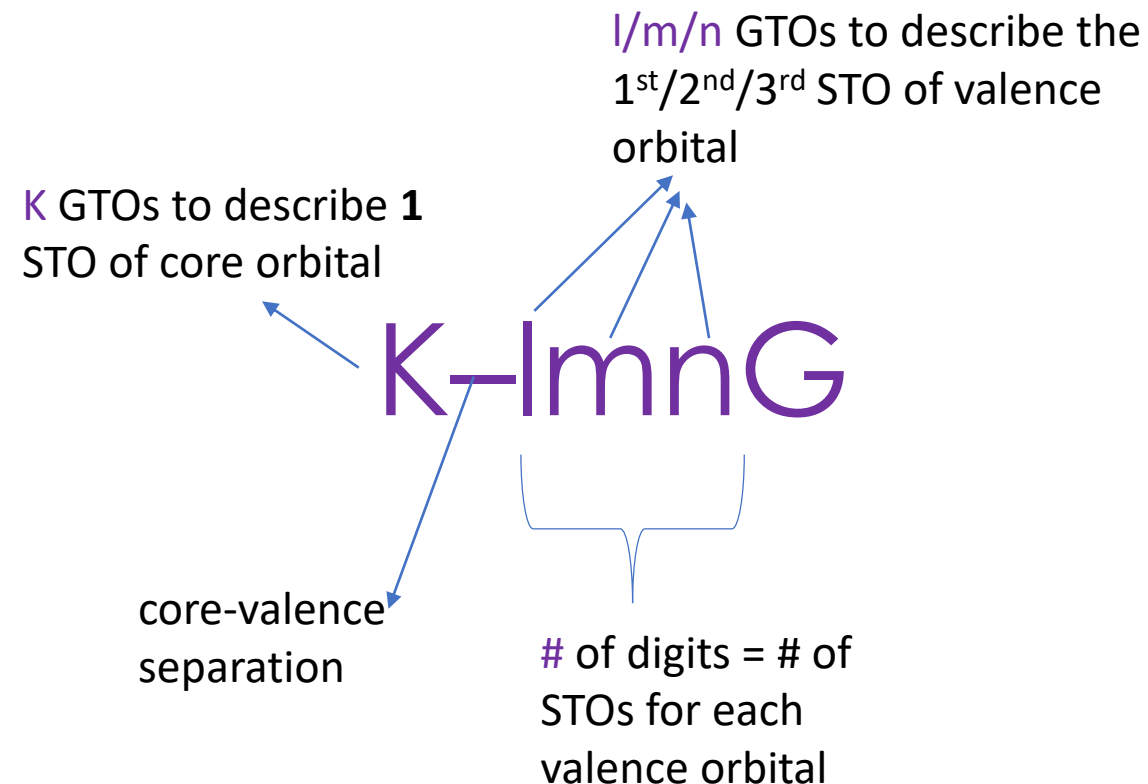 l/m/n GTOs to describe the
1st/2nd/3rd STO of valence
orbital
K GTOs to describe 1
STO of core orbital
K–lmnG
core-valence
separation
# of digits = # of
STOs for each
valence orbital